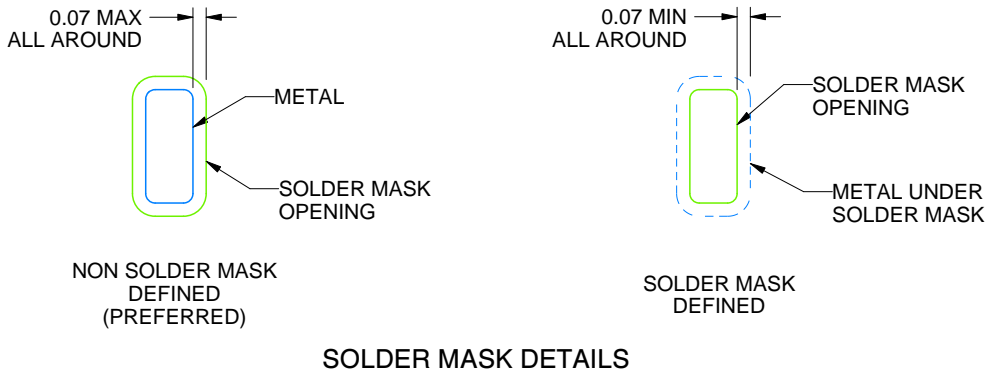 0.07 MAX
ALL AROUND
METAL
SOLDER MASK
OPENING
NON SOLDER MASK
DEFINED
(PREFERRED)
0.07 MIN
ALL AROUND
SOLDER MASK
OPENING
METAL UNDER
SOLDER MASK
SOLDER MASK
DEFINED
SOLDER MASK DETAILS